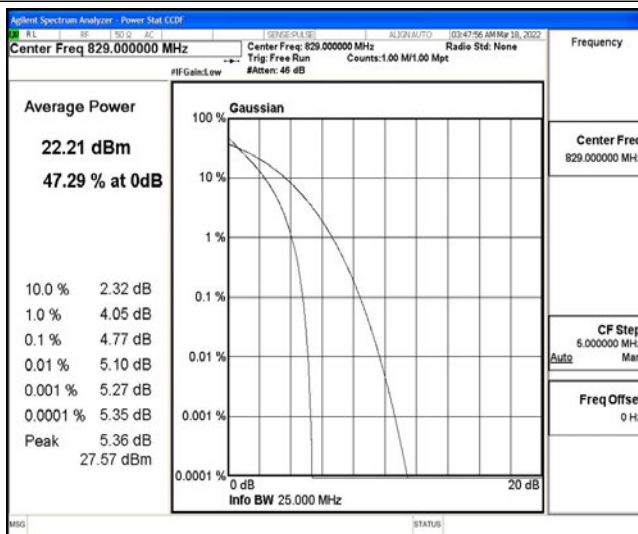 Agilent Spectrum Analyzer - Power Stat CCDF
RL RF 50 Ω AC SENSE:PULSE ALIGN AUTO 03:47:56 AM Mar 18, 2022
Center Freq 829.000000 MHz
Center Freq: 829.000000 MHz Radio Std: None
Trig: Free Run Counts:1.00 M/1.00 Mpt
#IFGain:Low #Atten: 46 dB
Frequency
Average Power
22.21 dBm
47.29 % at 0dB
10.0 % 2.32 dB
1.0 % 4.05 dB
0.1 % 4.77 dB
0.01 % 5.10 dB
0.001 % 5.27 dB
0.0001 % 5.35 dB
Peak 5.36 dB
27.57 dBm
Gaussian
100 %
10 %
1 %
0.1 %
0.01 %
0.001 %
0.0001 %
0 dB 20 dB
Info BW 25.000 MHz
Center Freq
829.000000 MHz
CF Step
5.000000 MHz
Auto Man
Freq Offse
0 Hz
MSG STATUS